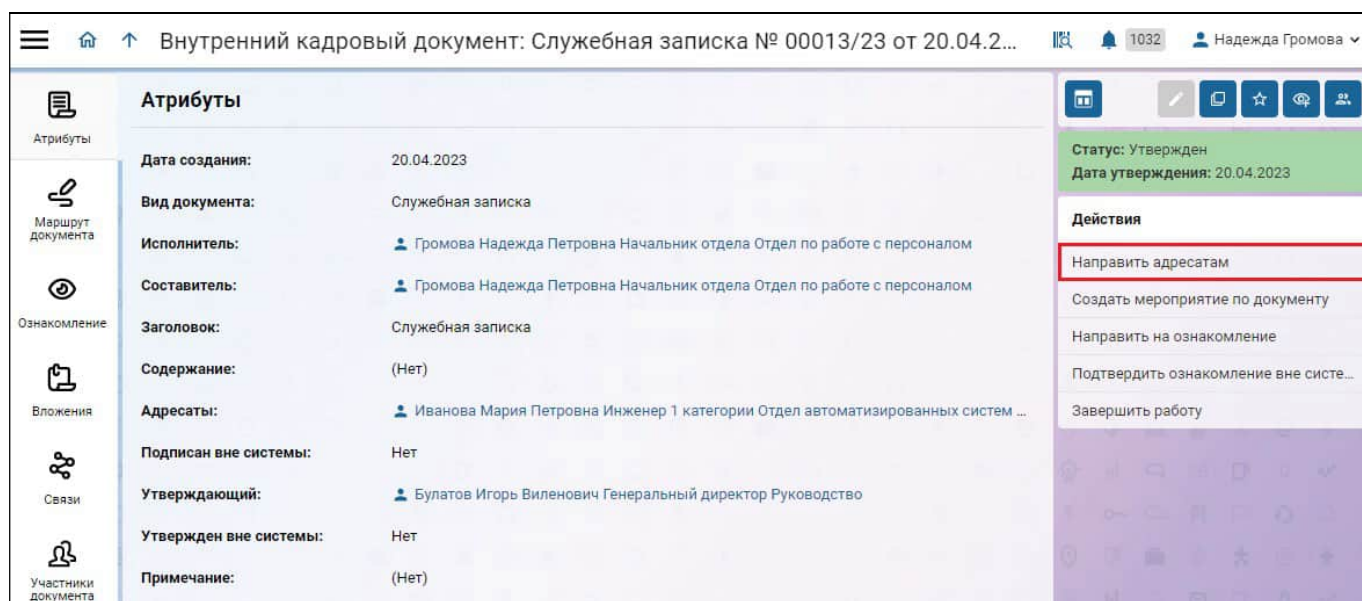 Внутренний кадровый документ: Служебная записка № 00013/23 от 20.04.2...
1032
Надежда Громова
Атрибуты
Маршрут
документа
Ознакомление
Вложения
Связи
Участники
документа
Атрибуты
Дата создания: 20.04.2023
Вид документа: Служебная записка
Исполнитель: Громова Надежда Петровна Начальник отдела Отдел по работе с персоналом
Составитель: Громова Надежда Петровна Начальник отдела Отдел по работе с персоналом
Заголовок: Служебная записка
Содержание: (Нет)
Адресаты: Иванова Мария Петровна Инженер 1 категории Отдел автоматизированных систем ...
Подписан вне системы: Нет
Утверждающий: Булатов Игорь Виленович Генеральный директор Руководство
Утвержден вне системы: Нет
Примечание: (Нет)
Статус: Утвержден
Дата утверждения: 20.04.2023
Действия
Направить адресатам
Создать мероприятие по документу
Направить на ознакомление
Подтвердить ознакомление вне систе...
Завершить работу